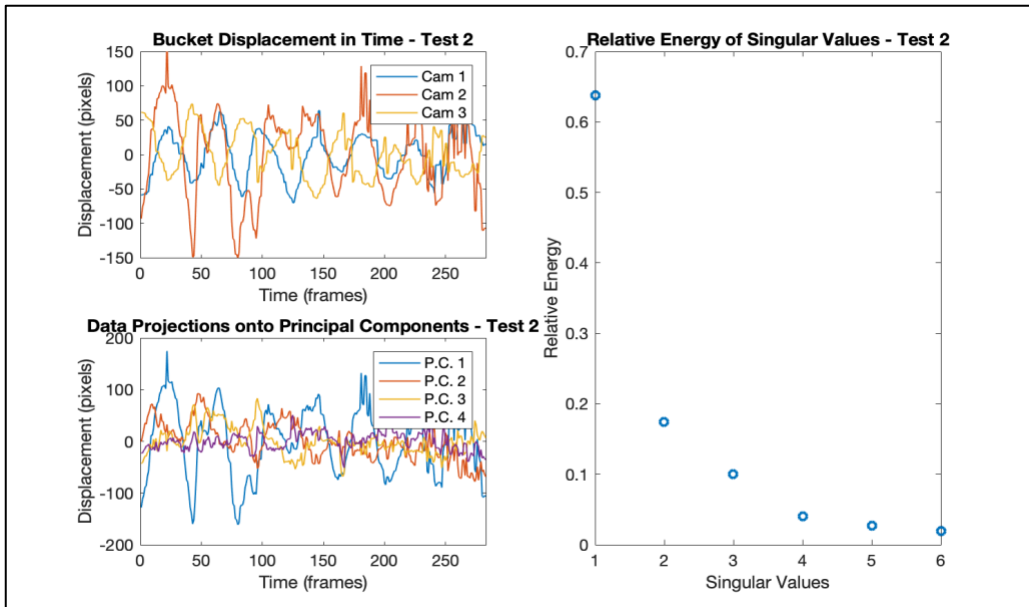 Bucket Displacement in Time - Test 2
150
100
50
0
-50
-100
-150
Displacement (pixels)
Cam 1
Cam 2
Cam 3
0 50 100 150 200 250
Time (frames)
Data Projections onto Principal Components - Test 2
200
100
0
-100
-200
Displacement (pixels)
P.C. 1
P.C. 2
P.C. 3
P.C. 4
0 50 100 150 200 250
Time (frames)
Relative Energy of Singular Values - Test 2
0.7
0.6
0.5
0.4
0.3
0.2
0.1
0
Relative Energy
1 2 3 4 5 6
Singular Values